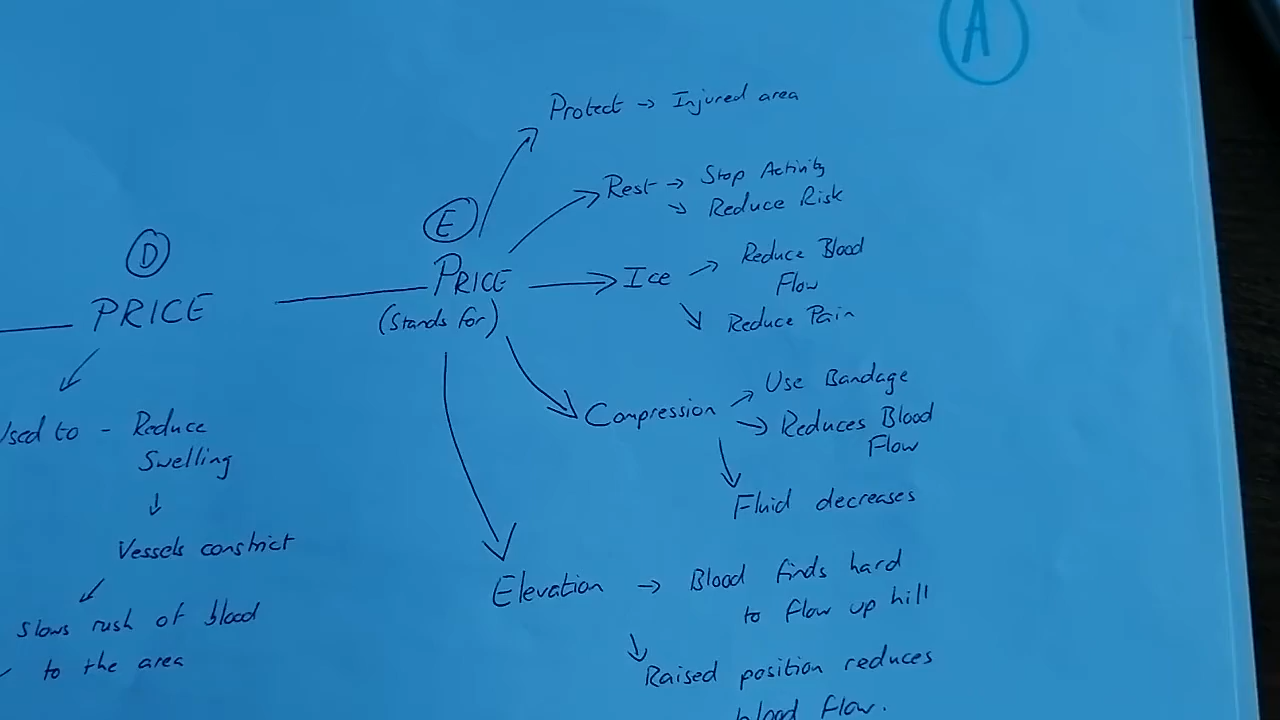 A
Protect → Injured area
Rest → Stop Activity
↘ Reduce Risk
E
PRICE
(Stands for)
Ice ↗ Reduce Blood
Flow
↘ Reduce Pain
Compression ↗ Use Bandage
→ Reduces Blood
Flow
↓ Fluid decreases
Elevation → Blood finds hard
to flow up hill
↘ Raised position reduces
blood flow.
D
PRICE
Used to - Reduce
Swelling
↓
Vessels constrict
↙
Slows rush of blood
to the area